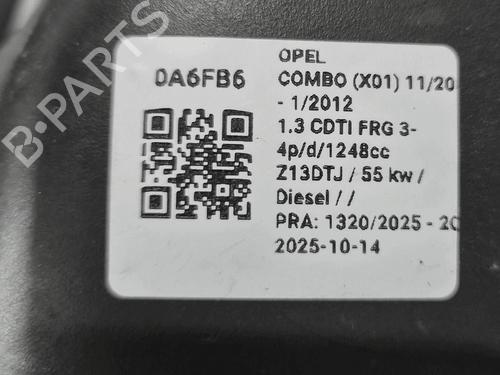 0A6FB6
OPEL
COMBO (X01) 11/20
- 1/2012
1.3 CDTI FRG 3-
4p/d/1248cc
Z13DTJ / 55 kw /
Diesel / /
PRA: 1320/2025 - 20
2025-10-14